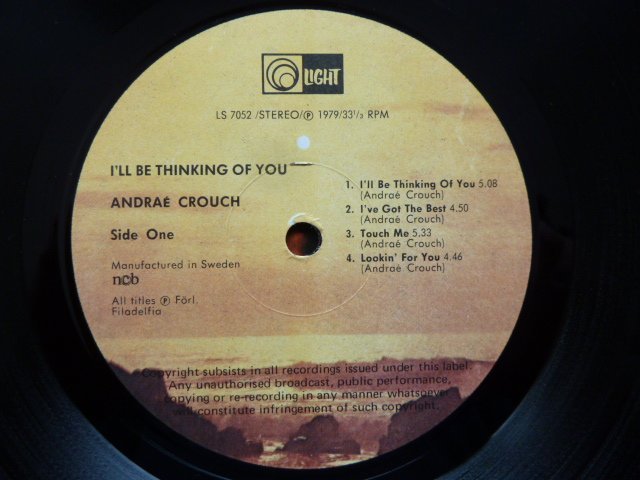 LIGHT
LS 7052 /STEREO/Ⓟ 1979/33⅓ RPM
I'LL BE THINKING OF YOU
ANDRAÉ CROUCH
Side One
Manufactured in Sweden
ncb
All titles Ⓟ Förl.
Filadelfia
1. I'll Be Thinking Of You 5.08
(Andraé Crouch)
2. I've Got The Best 4.50
(Andraé Crouch)
3. Touch Me 5.33
(Andraé Crouch)
4. Lookin' For You 4.46
(Andraé Crouch)
Copyright subsists in all recordings issued under this label.
Any unauthorised broadcast, public performance,
copying or re-recording in any manner whatsoever
will constitute infringement of such copyright.